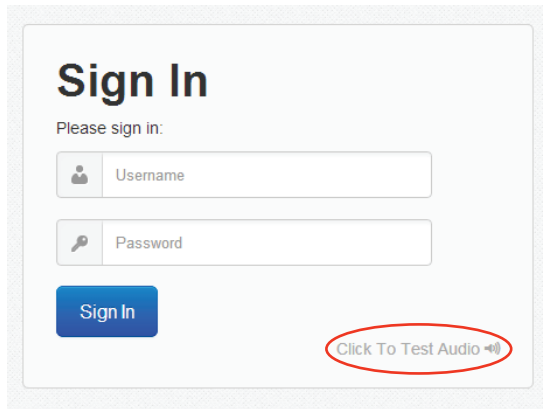 Sign In
Please sign in:
Username
Password
Sign In
Click To Test Audio